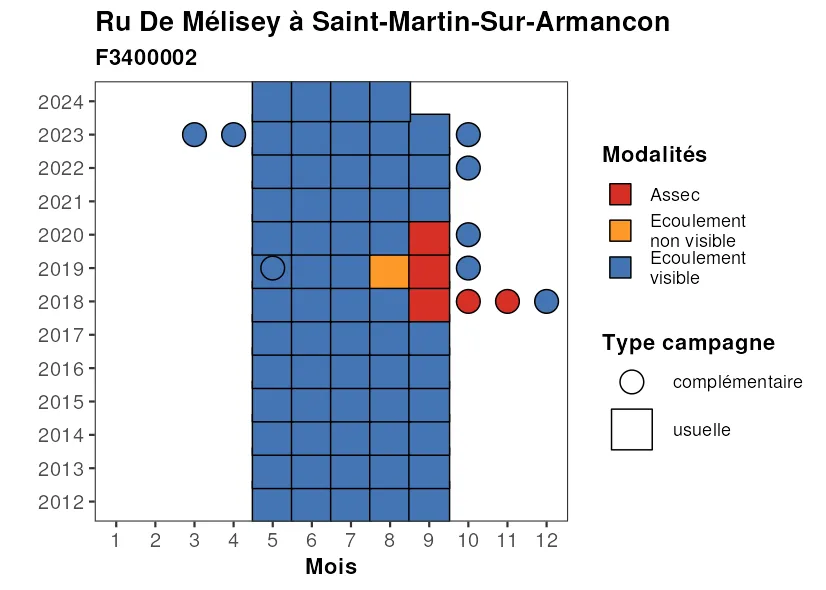 Ru De Mélisey à Saint-Martin-Sur-Armancon
F3400002
2024
2023
2022
2021
2020
2019
2018
2017
2016
2015
2014
2013
2012
1 2 3 4 5 6 7 8 9 10 11 12
Mois
Modalités
Assec
Ecoulement
non visible
Ecoulement
visible
Type campagne
complémentaire
usuelle